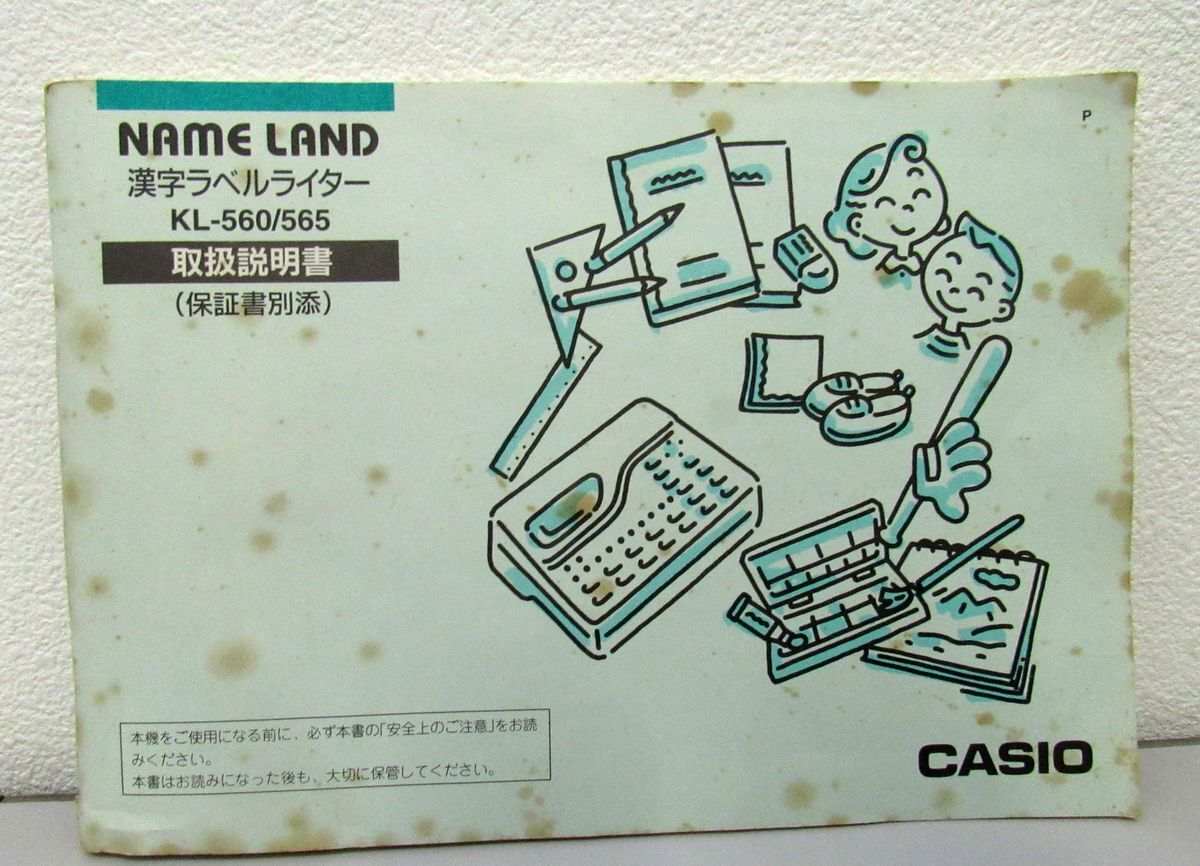 NAME LAND
漢字ラベルライター
KL-560/565
取扱説明書
（保証書別添）
P
本機をご使用になる前に、必ず本書の「安全上のご注意」をお読
みください。
本書はお読みになった後も、大切に保管してください。
CASIO